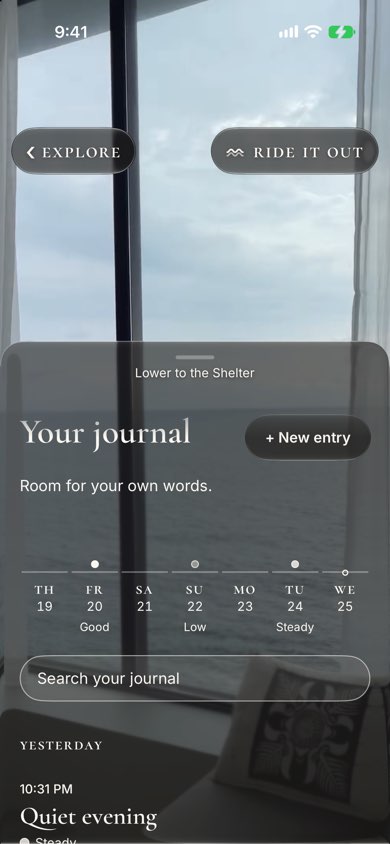 9:41
EXPLORE
RIDE IT OUT
Lower to the Shelter
Your journal
+ New entry
Room for your own words.
TH FR SA SU MO TU WE
19 20 21 22 23 24 25
Good Low Steady
Search your journal
YESTERDAY
10:31 PM
Quiet evening
Steady